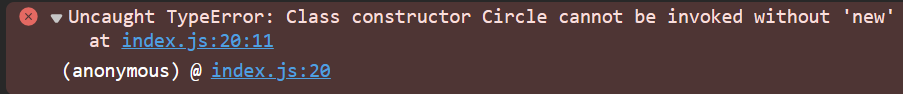 Uncaught TypeError: Class constructor Circle cannot be invoked without 'new'
at index.js:20:11
(anonymous) @ index.js:20